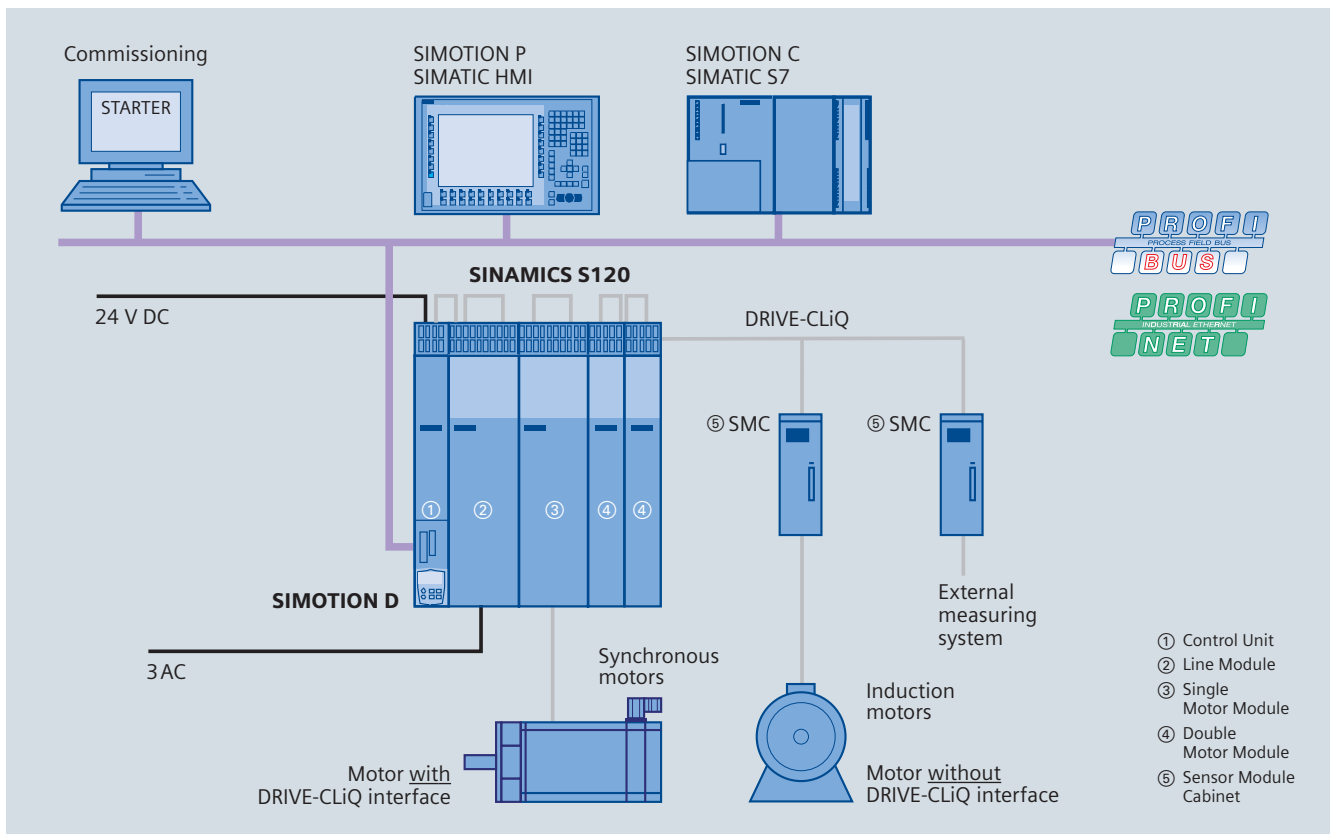 Commissioning
STARTER
SIMOTION P
SIMATIC HMI
SIMOTION C
SIMATIC S7
PROFI
PROCESS FIELD BUS
BUS
PROFI
INDUSTRIAL ETHERNET
NET
SINAMICS S120
24 V DC
DRIVE-CLiQ
⑤ SMC
⑤ SMC
① ② ③ ④ ④
SIMOTION D
3 AC
External
measuring
system
Synchronous
motors
Induction
motors
Motor with
DRIVE-CLiQ interface
Motor without
DRIVE-CLiQ interface
① Control Unit
② Line Module
③ Single
Motor Module
④ Double
Motor Module
⑤ Sensor Module
Cabinet